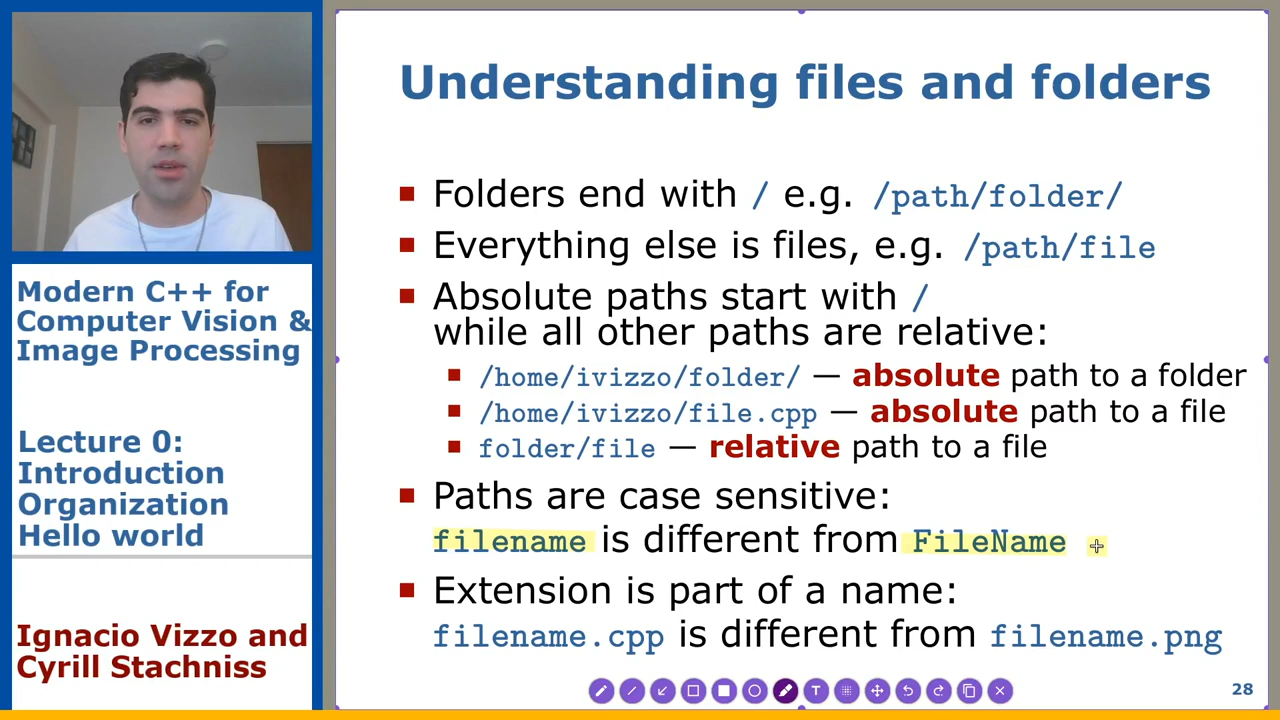 Modern C++ for
Computer Vision &
Image Processing
Lecture 0:
Introduction
Organization
Hello world
Ignacio Vizzo and
Cyrill Stachniss
Understanding files and folders
Folders end with / e.g. /path/folder/
Everything else is files, e.g. /path/file
Absolute paths start with /
while all other paths are relative:
/home/ivizzo/folder/ — absolute path to a folder
/home/ivizzo/file.cpp — absolute path to a file
folder/file — relative path to a file
Paths are case sensitive:
filename is different from FileName
Extension is part of a name:
filename.cpp is different from filename.png
T
28